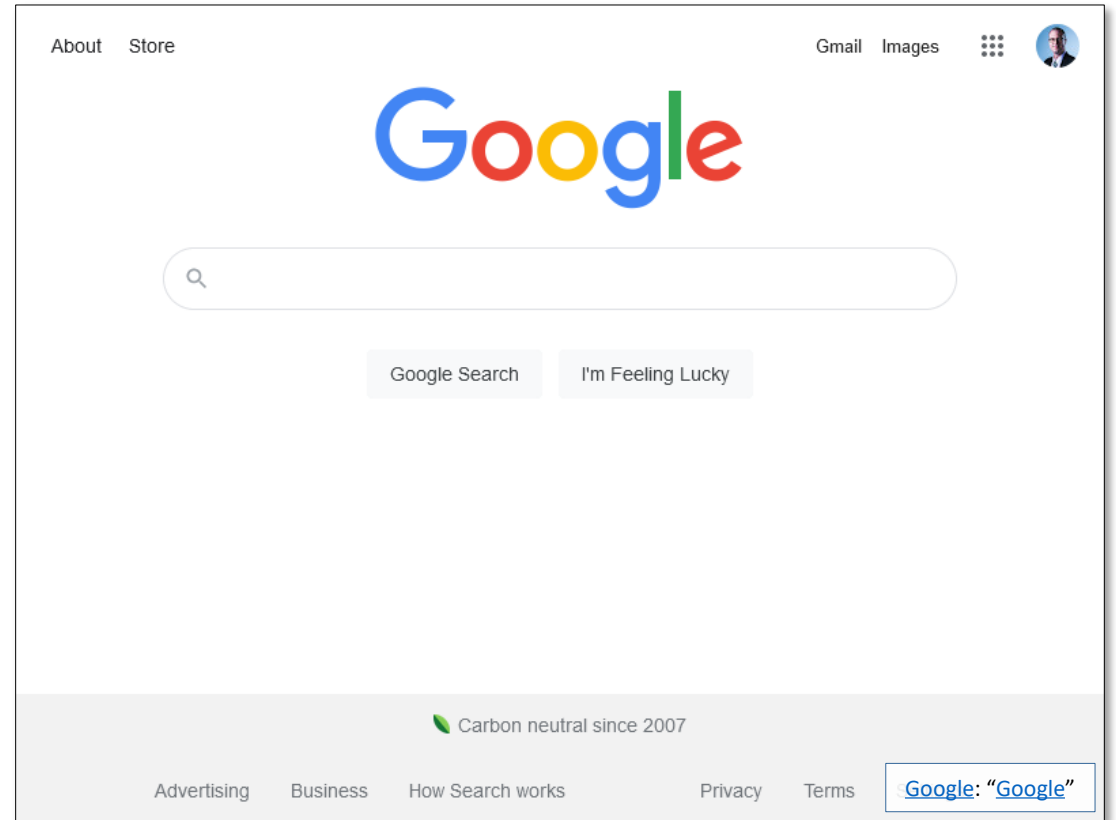 About Store Gmail Images
Google
Google Search I'm Feeling Lucky
Carbon neutral since 2007
Advertising Business How Search works Privacy Terms
Google: “Google”